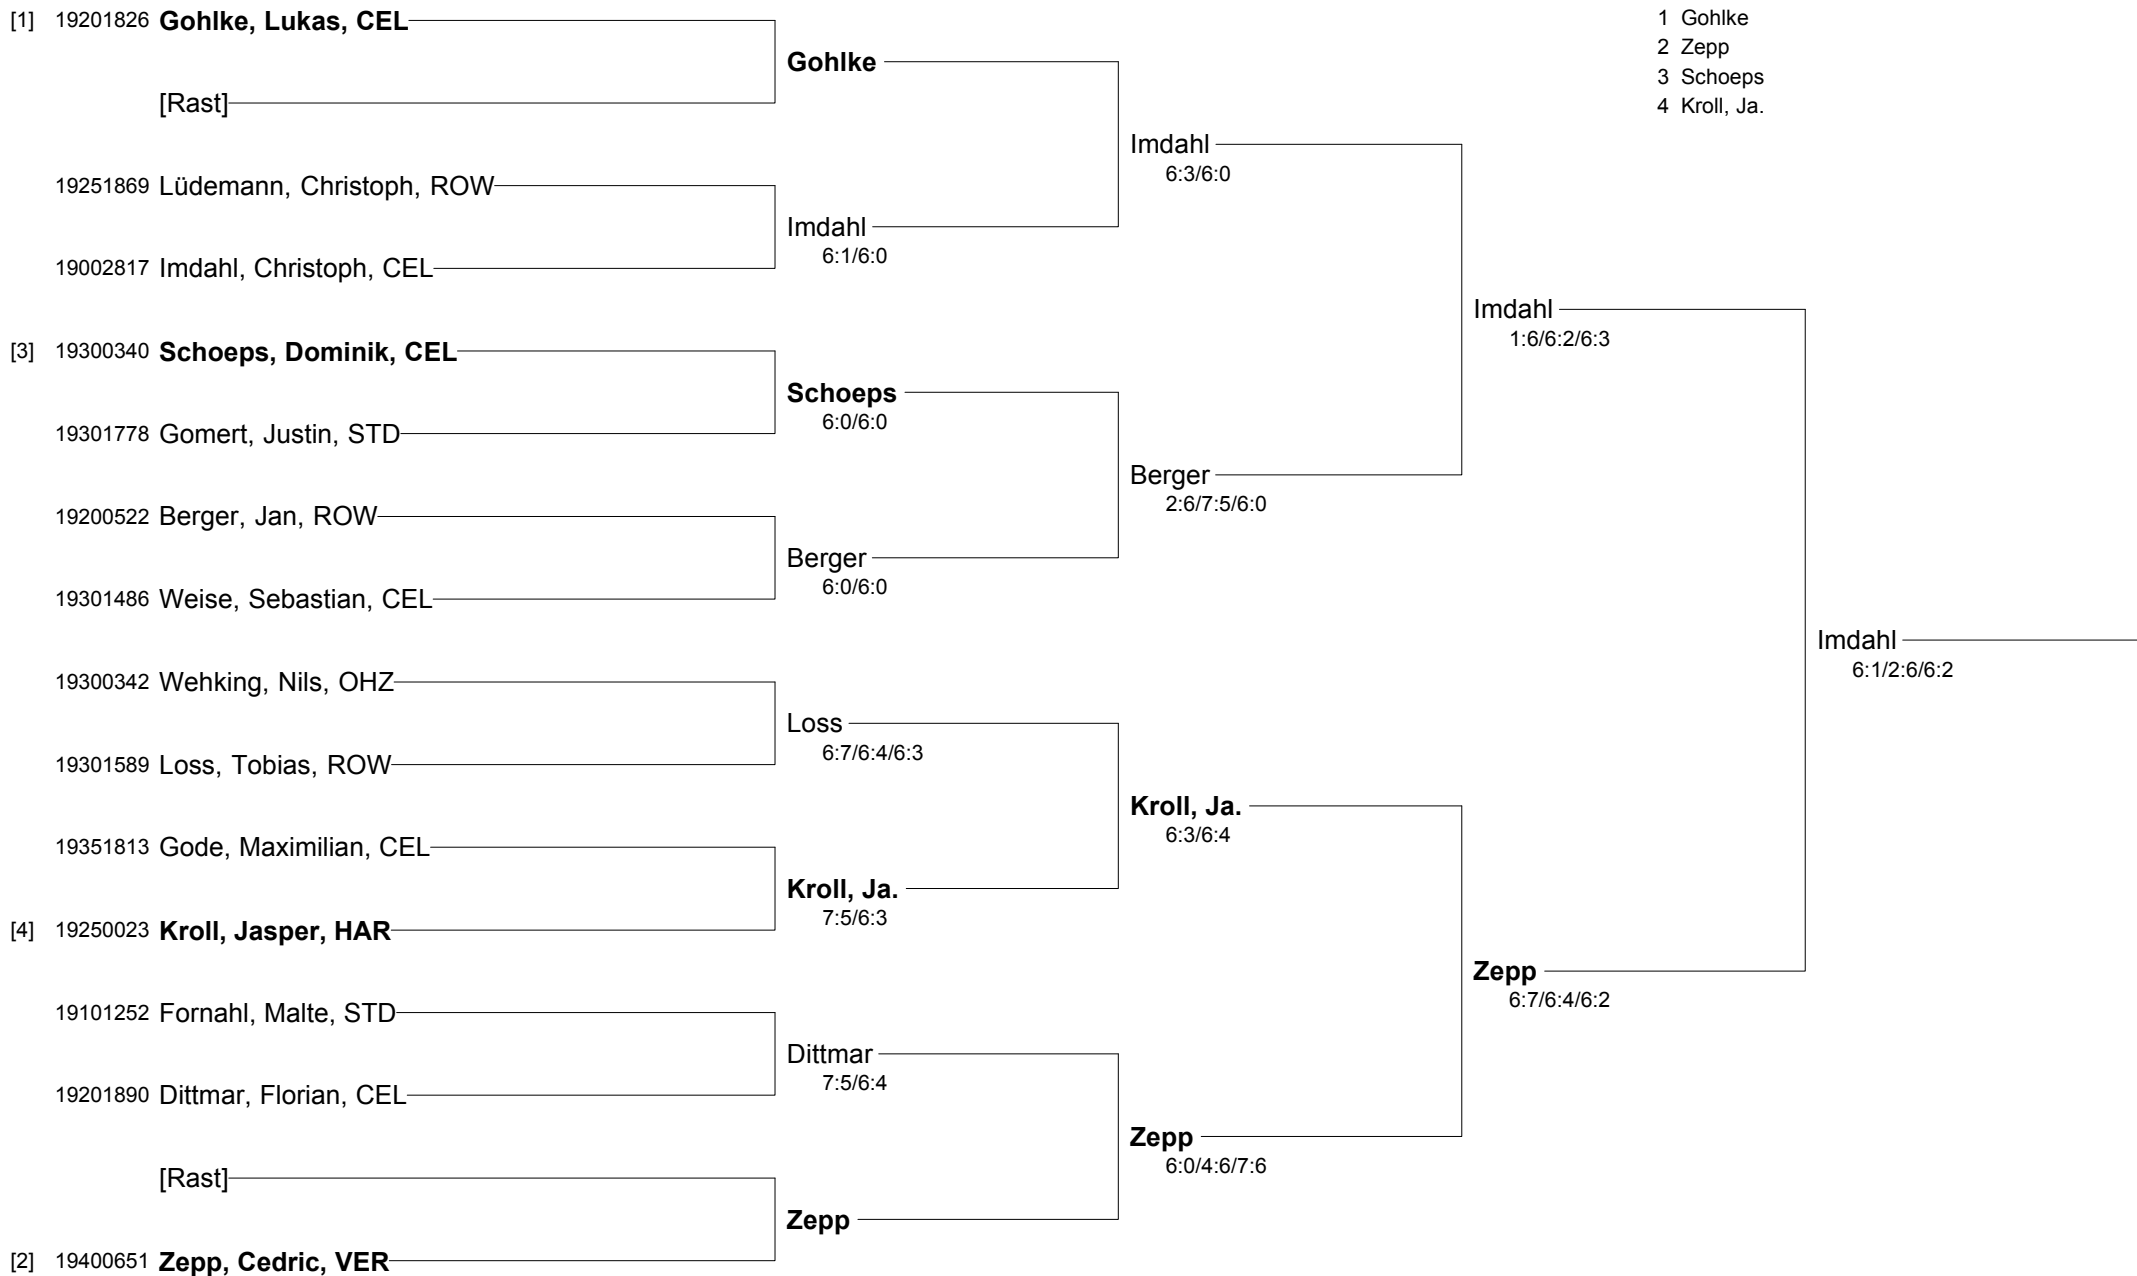 [1] 19201826 Gohlke, Lukas, CEL
1 Gohlke
2 Zepp
3 Schoeps
4 Kroll, Ja.
Gohlke
[Rast]
Imdahl
6:3/6:0
19251869 Lüdemann, Christoph, ROW
Imdahl
6:1/6:0
19002817 Imdahl, Christoph, CEL
Imdahl
1:6/6:2/6:3
[3] 19300340 Schoeps, Dominik, CEL
Schoeps
6:0/6:0
19301778 Gomert, Justin, STD
Berger
2:6/7:5/6:0
19200522 Berger, Jan, ROW
Berger
6:0/6:0
19301486 Weise, Sebastian, CEL
Imdahl
6:1/2:6/6:2
19300342 Wehking, Nils, OHZ
Loss
6:7/6:4/6:3
19301589 Loss, Tobias, ROW
Kroll, Ja.
6:3/6:4
19351813 Gode, Maximilian, CEL
Kroll, Ja.
7:5/6:3
[4] 19250023 Kroll, Jasper, HAR
Zepp
6:7/6:4/6:2
19101252 Fornahl, Malte, STD
Dittmar
7:5/6:4
19201890 Dittmar, Florian, CEL
Zepp
6:0/4:6/7:6
[Rast]
Zepp
[2] 19400651 Zepp, Cedric, VER